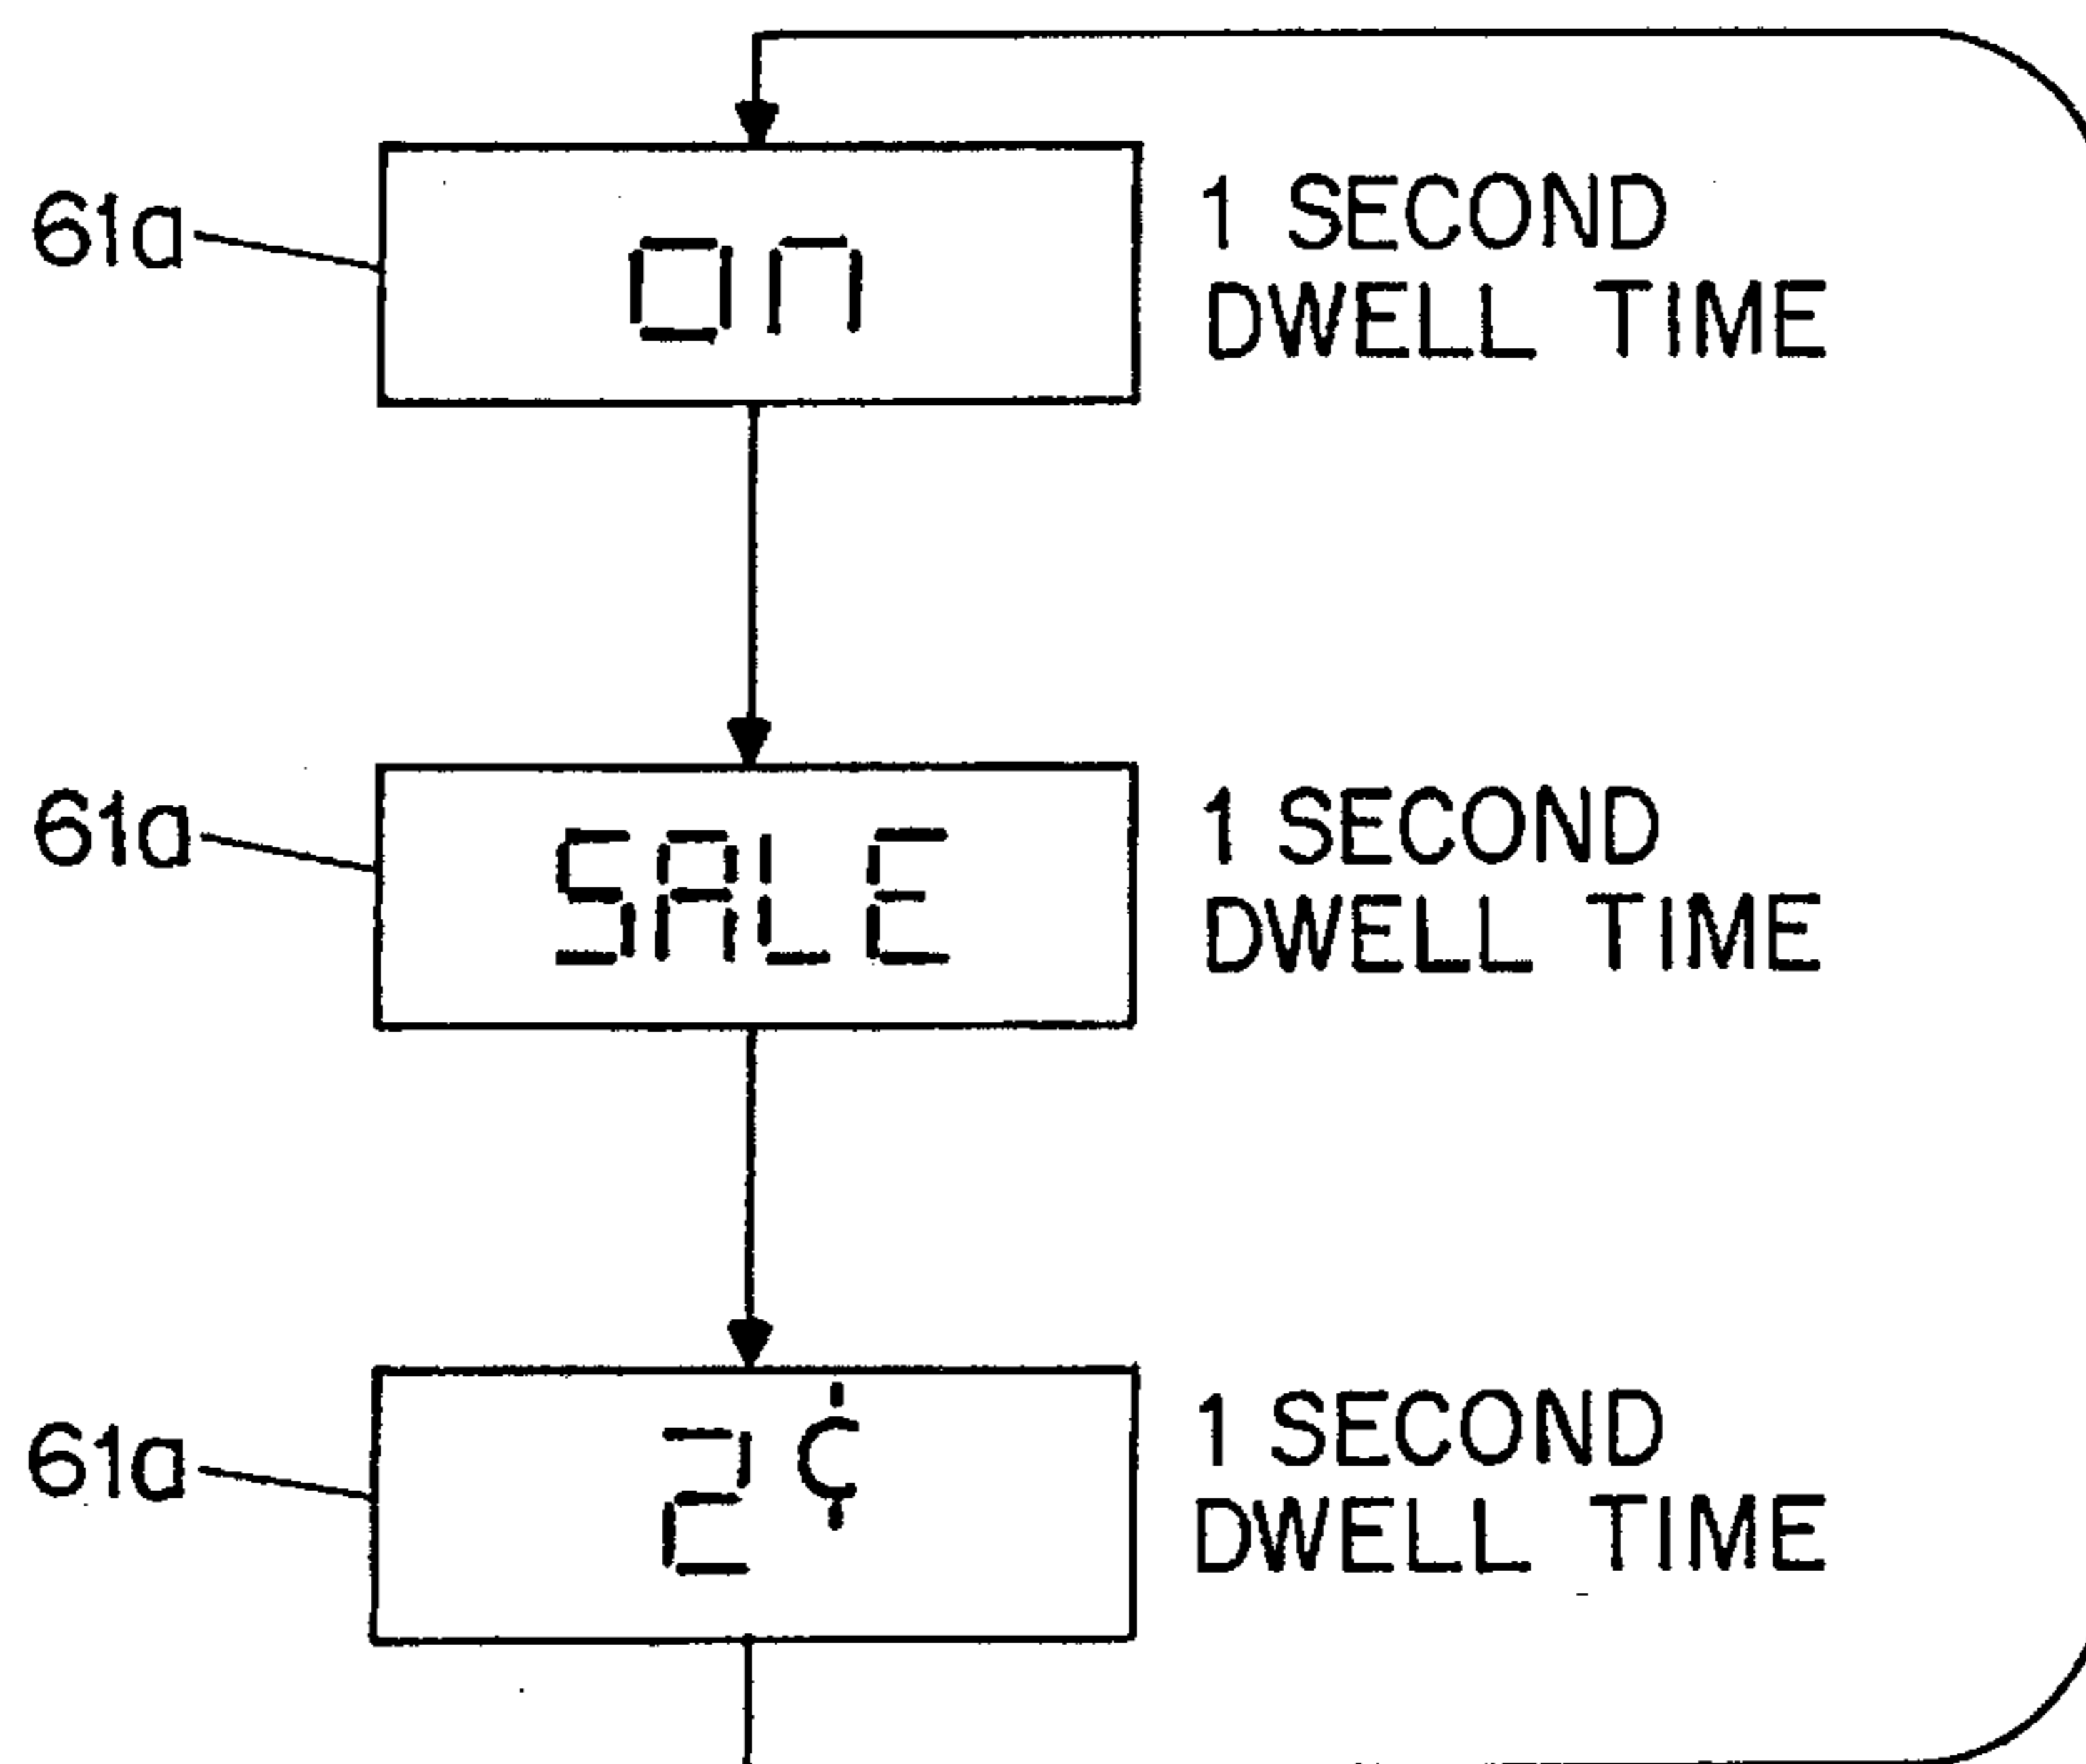 61a
on
1 SECOND
DWELL TIME
61a
SALE
1 SECOND
DWELL TIME
61a
2¢
1 SECOND
DWELL TIME